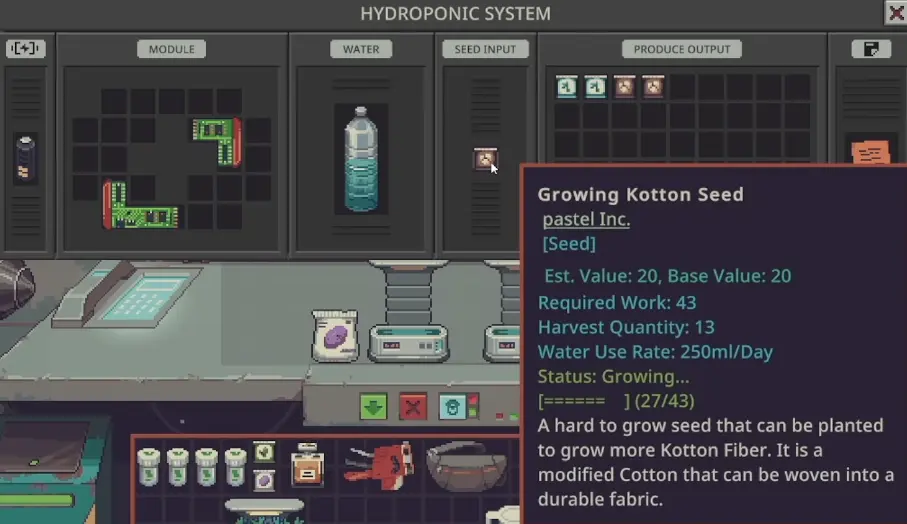 HYDROPONIC SYSTEM
MODULE
WATER
SEED INPUT
PRODUCE OUTPUT
Growing Kotton Seed
pastel Inc.
[Seed]
Est. Value: 20, Base Value: 20
Required Work: 43
Harvest Quantity: 13
Water Use Rate: 250ml/Day
Status: Growing...
[====== ] (27/43)
A hard to grow seed that can be planted
to grow more Kotton Fiber. It is a
modified Cotton that can be woven into a
durable fabric.